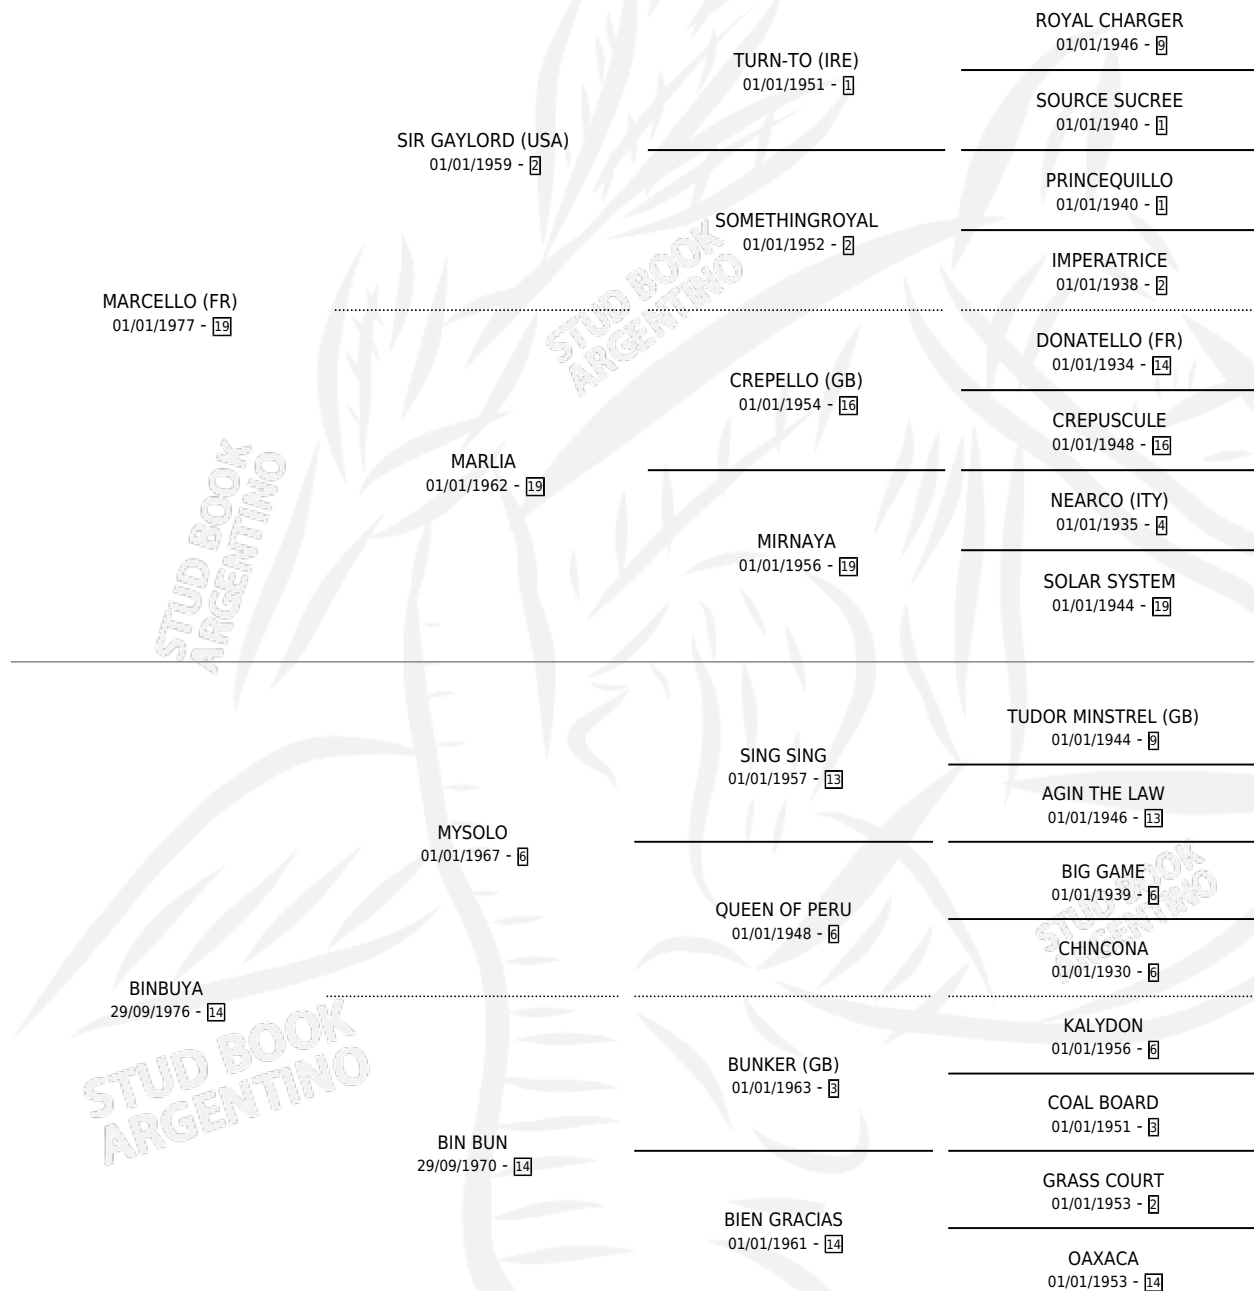 ROYAL CHARGER
01/01/1946 - 9
TURN-TO (IRE)
01/01/1951 - 1
SOURCE SUCREE
01/01/1940 - 1
SIR GAYLORD (USA)
01/01/1959 - 2
PRINCEQUILLO
01/01/1940 - 1
SOMETHINGROYAL
01/01/1952 - 2
IMPERATRICE
01/01/1938 - 2
MARCELLO (FR)
01/01/1977 - 19
DONATELLO (FR)
01/01/1934 - 14
CREPELLO (GB)
01/01/1954 - 16
CREPUSCULE
01/01/1948 - 16
MARLIA
01/01/1962 - 19
NEARCO (ITY)
01/01/1935 - 4
MIRNAYA
01/01/1956 - 19
SOLAR SYSTEM
01/01/1944 - 19
TUDOR MINSTREL (GB)
01/01/1944 - 9
SING SING
01/01/1957 - 13
AGIN THE LAW
01/01/1946 - 13
MYSOLO
01/01/1967 - 6
BIG GAME
01/01/1939 - 6
QUEEN OF PERU
01/01/1948 - 6
CHINCONA
01/01/1930 - 6
BINBUYA
29/09/1976 - 14
KALYDON
01/01/1956 - 6
BUNKER (GB)
01/01/1963 - 3
COAL BOARD
01/01/1951 - 3
BIN BUN
29/09/1970 - 14
GRASS COURT
01/01/1953 - 2
BIEN GRACIAS
01/01/1961 - 14
OAXACA
01/01/1953 - 14
STUD BOOK
ARGENTINO
STUD BOOK
ARGENTINO
STUD BOOK
ARGENTINO
STUD BOOK
ARGENTINO